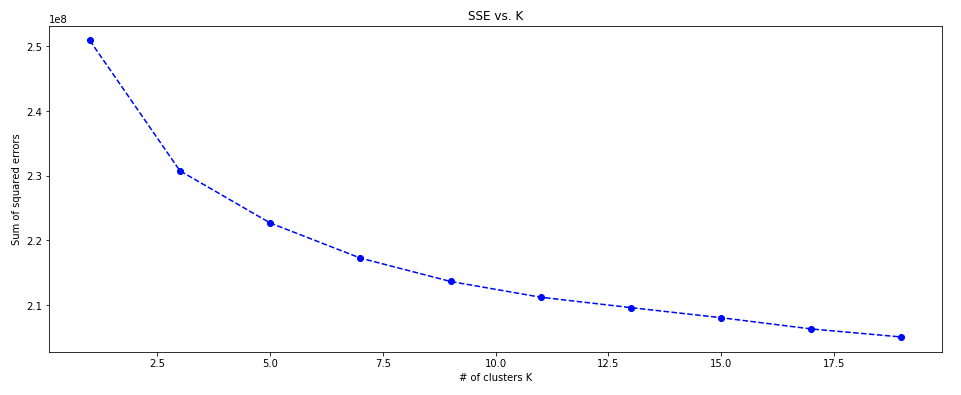 SSE vs. K
1e8
2.5
2.4
2.3
2.2
2.1
Sum of squared errors
2.5 5.0 7.5 10.0 12.5 15.0 17.5
# of clusters K